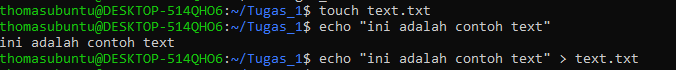 thomasubuntu@DESKTOP-514QHO6:~/Tugas_1$ touch text.txt
thomasubuntu@DESKTOP-514QHO6:~/Tugas_1$ echo "ini adalah contoh text"
ini adalah contoh text
thomasubuntu@DESKTOP-514QHO6:~/Tugas_1$ echo "ini adalah contoh text" > text.txt